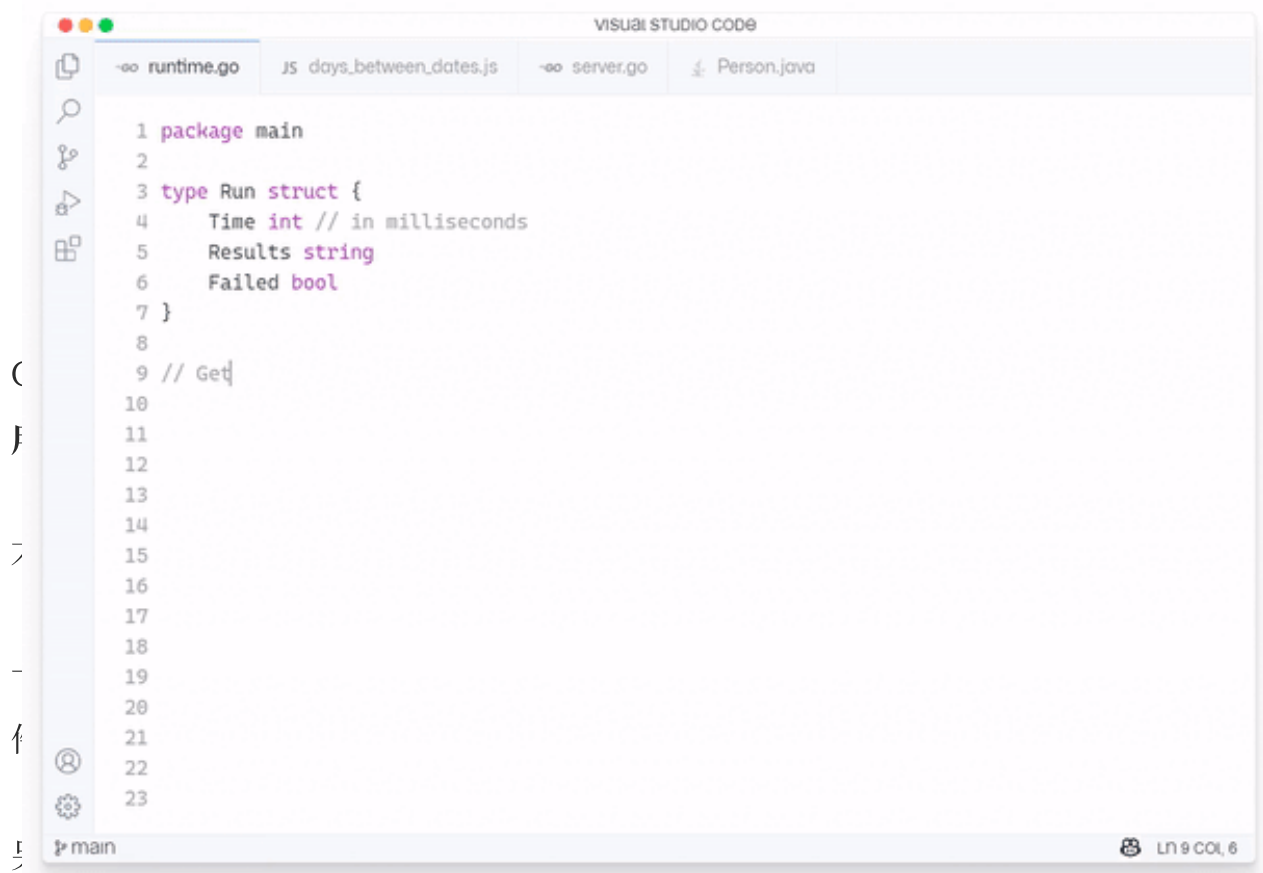 VISUAL STUDIO CODE
GO runtime.go JS days_between_dates.js GO server.go Person.java
1 package main
2
3 type Run struct {
4     Time int // in milliseconds
5     Results string
6     Failed bool
7 }
8
9 // Get
10
11
12
13
14
15
16
17
18
19
20
21
22
23
main LN 9 COL, 6